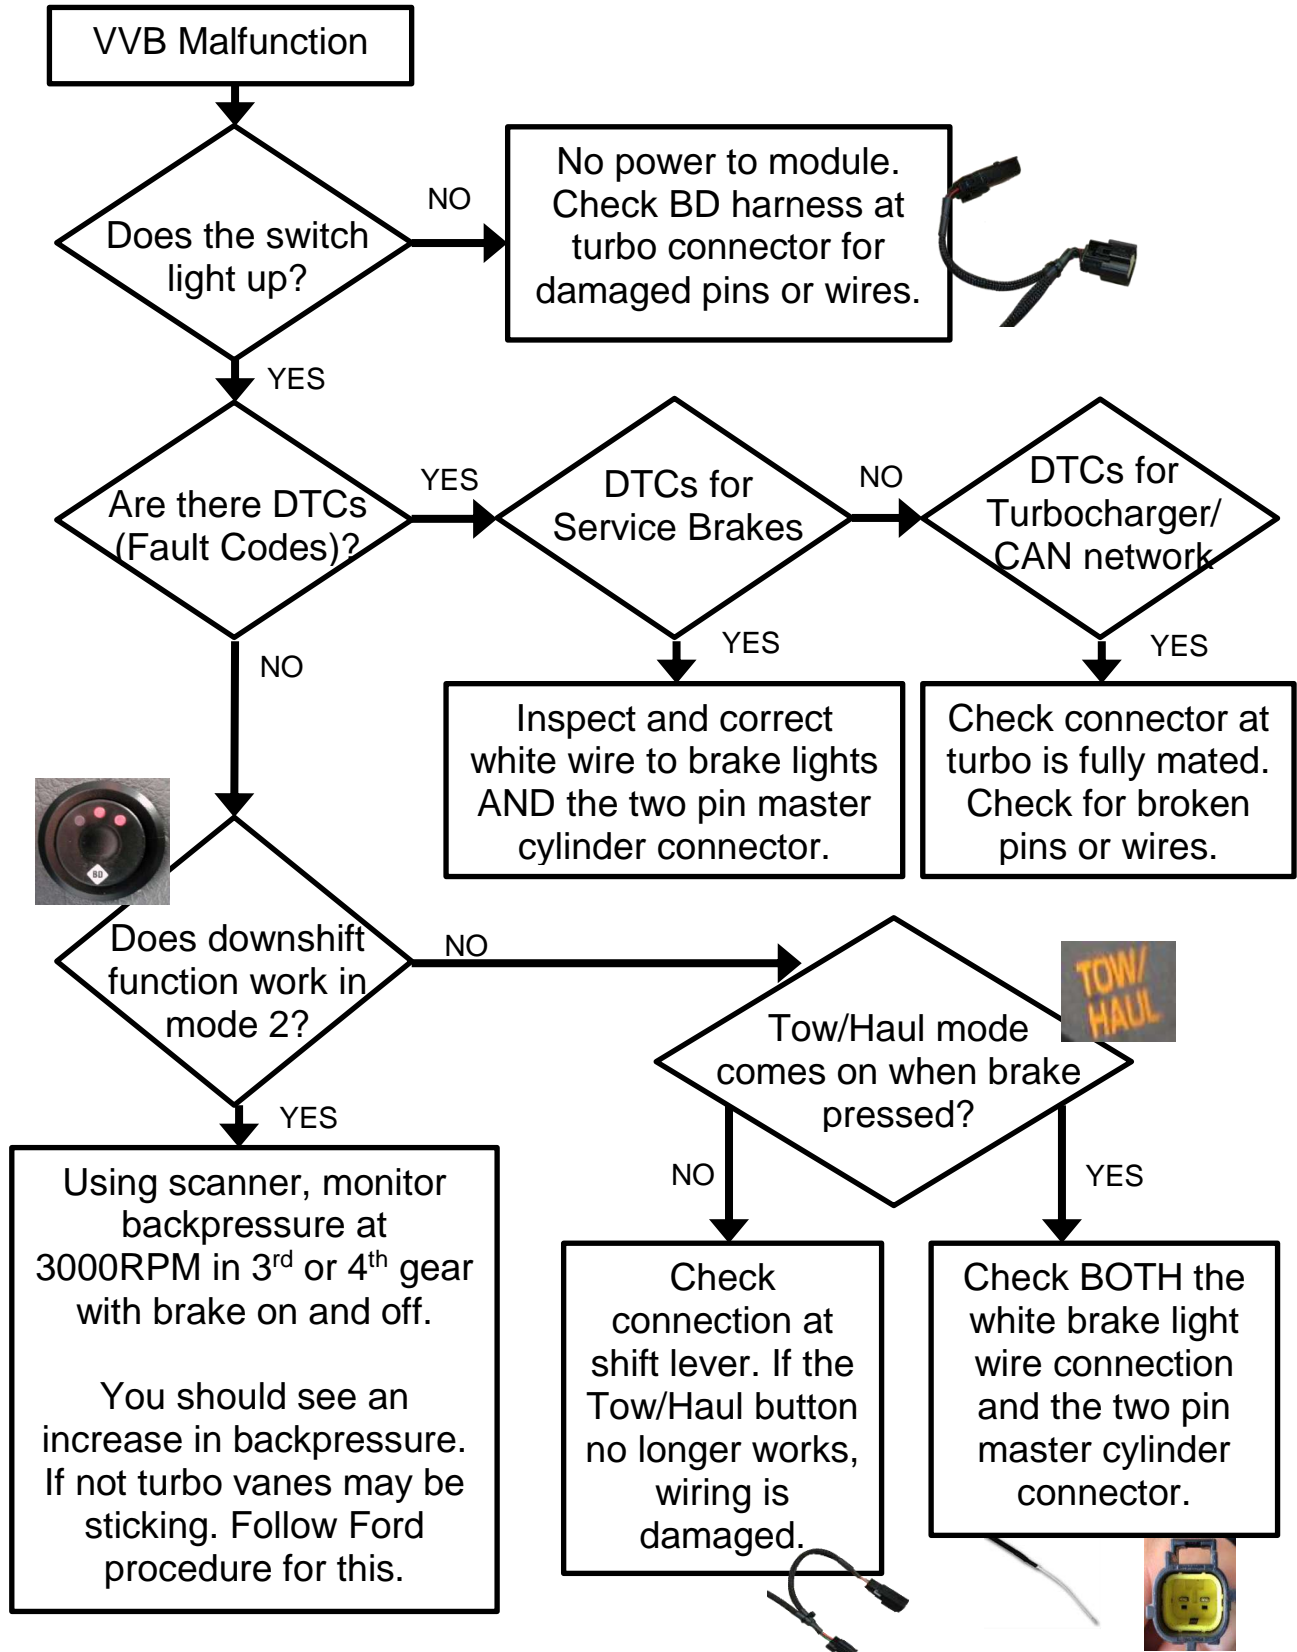 VVB Malfunction
Does the switch
light up?
NO
No power to module.
Check BD harness at
turbo connector for
damaged pins or wires.
YES
Are there DTCs
(Fault Codes)?
YES
DTCs for
Service Brakes
NO
DTCs for
Turbocharger/
CAN network
NO
YES
Inspect and correct
white wire to brake lights
AND the two pin master
cylinder connector.
YES
Check connector at
turbo is fully mated.
Check for broken
pins or wires.
BD
Does downshift
function work in
mode 2?
NO
TOW/
HAUL
Tow/Haul mode
comes on when brake
pressed?
YES
Using scanner, monitor
backpressure at
3000RPM in 3rd or 4th gear
with brake on and off.
You should see an
increase in backpressure.
If not turbo vanes may be
sticking. Follow Ford
procedure for this.
NO
Check
connection at
shift lever. If the
Tow/Haul button
no longer works,
wiring is
damaged.
YES
Check BOTH the
white brake light
wire connection
and the two pin
master cylinder
connector.